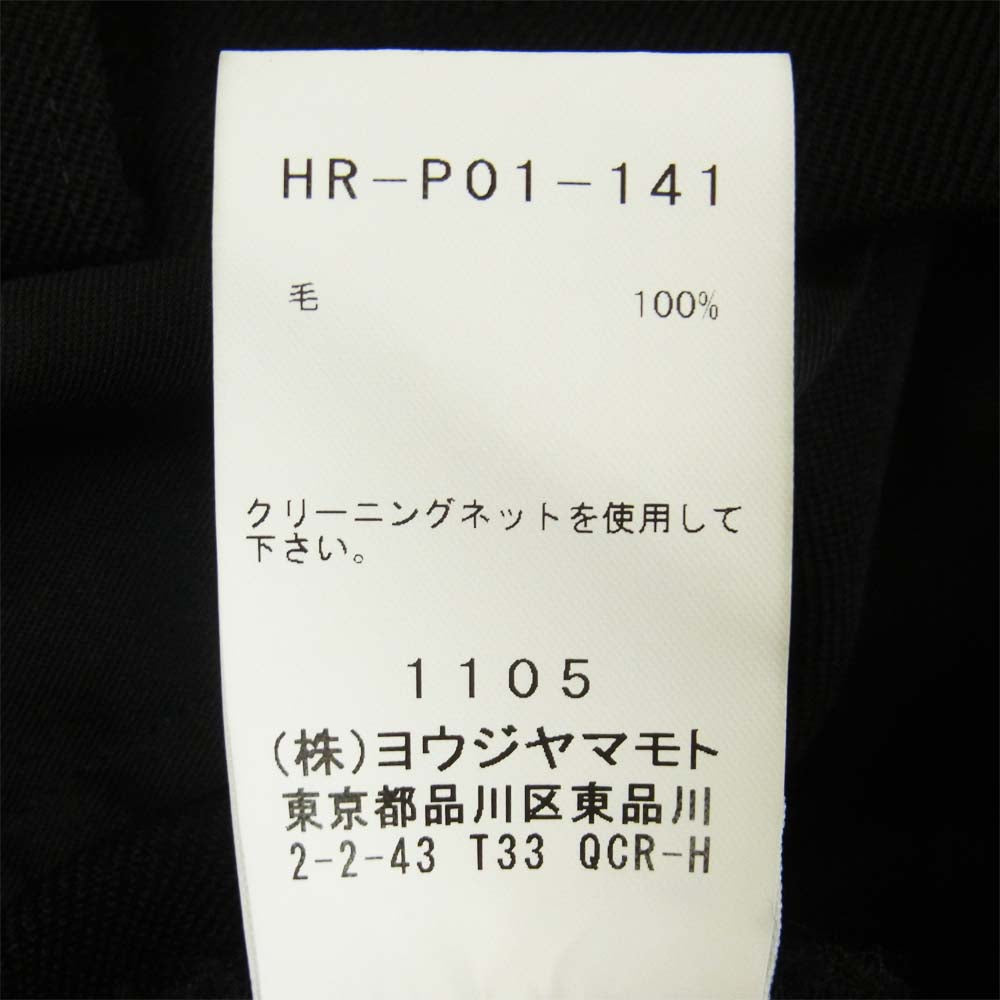 HR-P01-141
毛 100%
クリーニングネットを使用して
下さい。
1105
(株)ヨウジヤマモト
東京都品川区東品川
2-2-43 T33 QCR-H